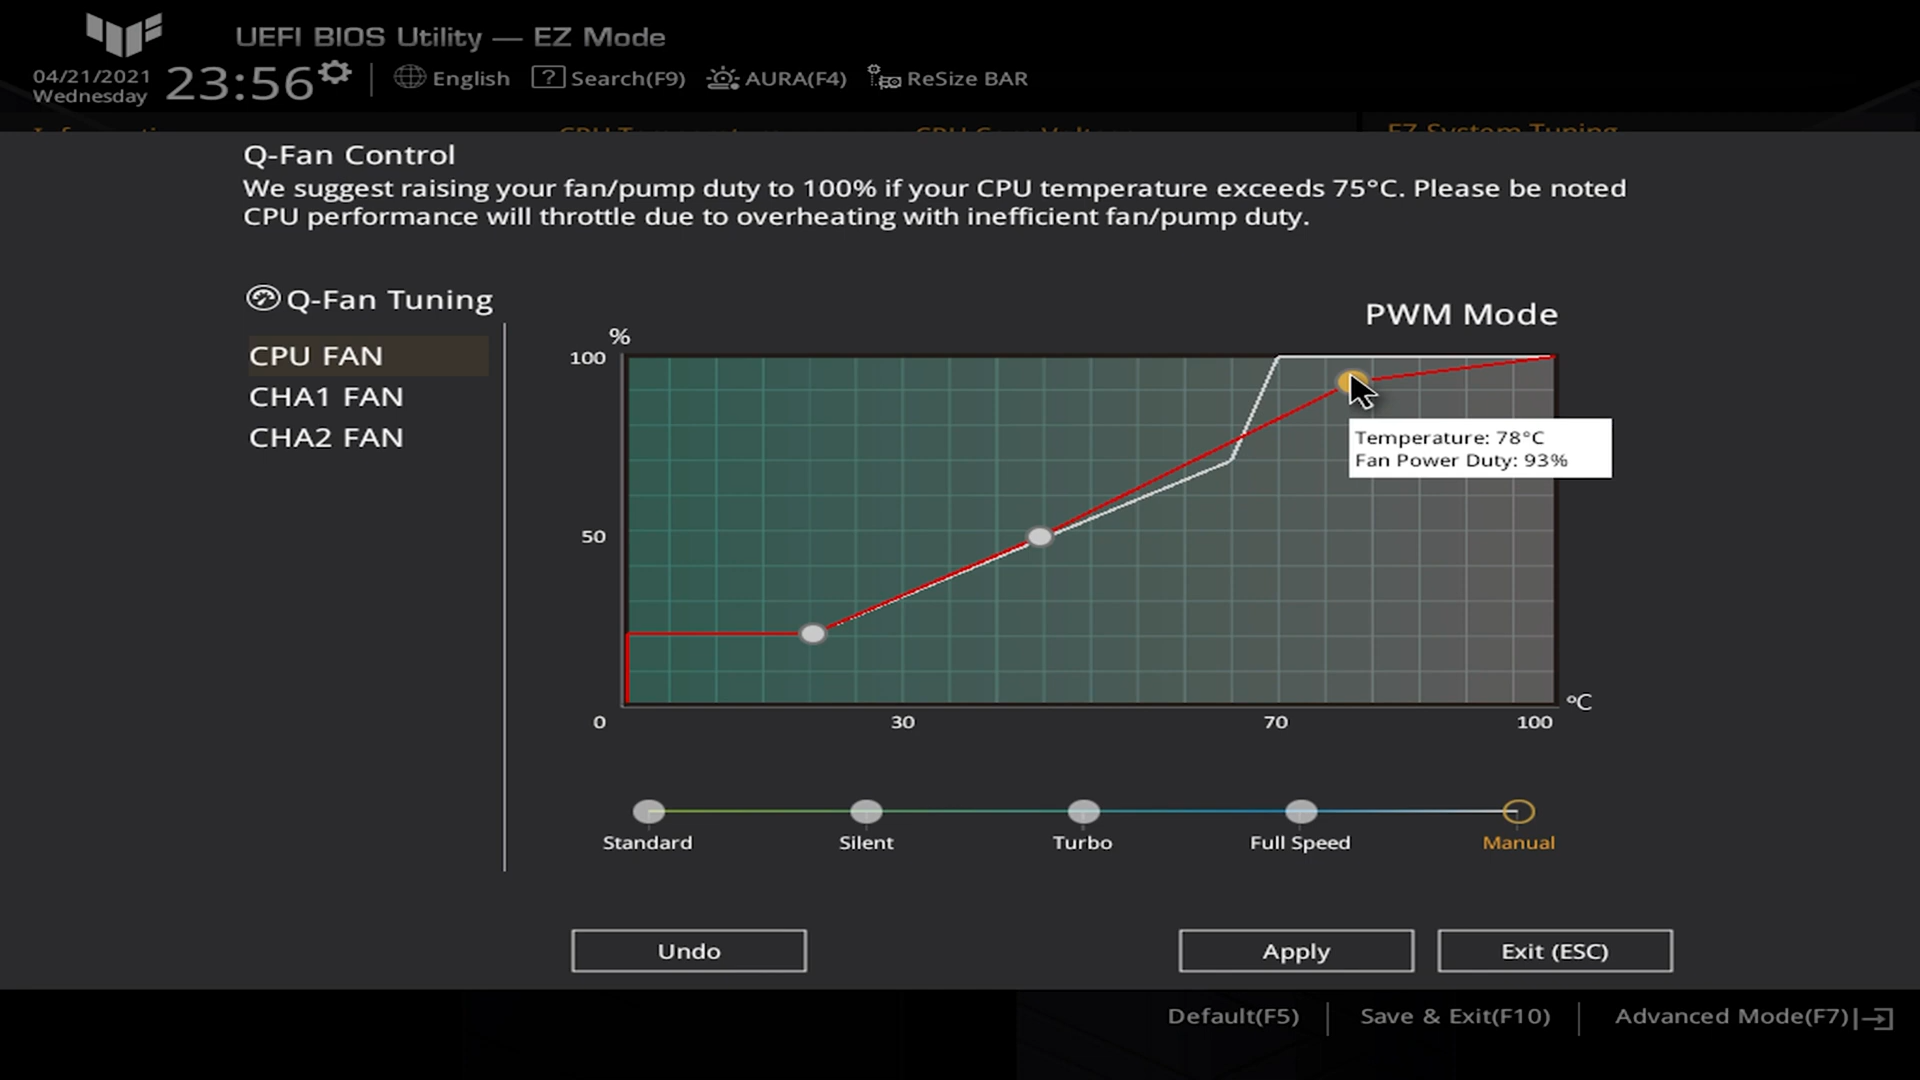 UEFI BIOS Utility — EZ Mode
04/21/2021
Wednesday
23:56
English
Search(F9)
AURA(F4)
ReSize BAR
EZ System Tuning
Q-Fan Control
We suggest raising your fan/pump duty to 100% if your CPU temperature exceeds 75°C. Please be noted
CPU performance will throttle due to overheating with inefficient fan/pump duty.
Q-Fan Tuning
CPU FAN
CHA1 FAN
CHA2 FAN
PWM Mode
%
100
50
0
30
70
100
°C
Temperature: 78°C
Fan Power Duty: 93%
Standard
Silent
Turbo
Full Speed
Manual
Undo
Apply
Exit (ESC)
Default(F5)
Save & Exit(F10)
Advanced Mode(F7)